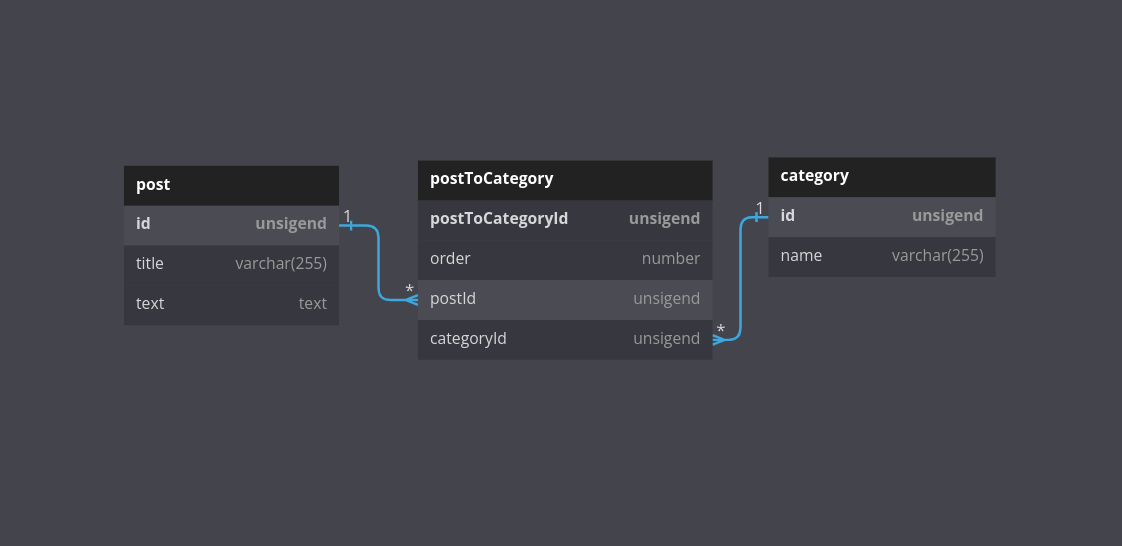 post
id unsigend
title varchar(255)
text text
1
*
postToCategory
postToCategoryId unsigend
order number
postId unsigend
categoryId unsigend
*
1
category
id unsigend
name varchar(255)